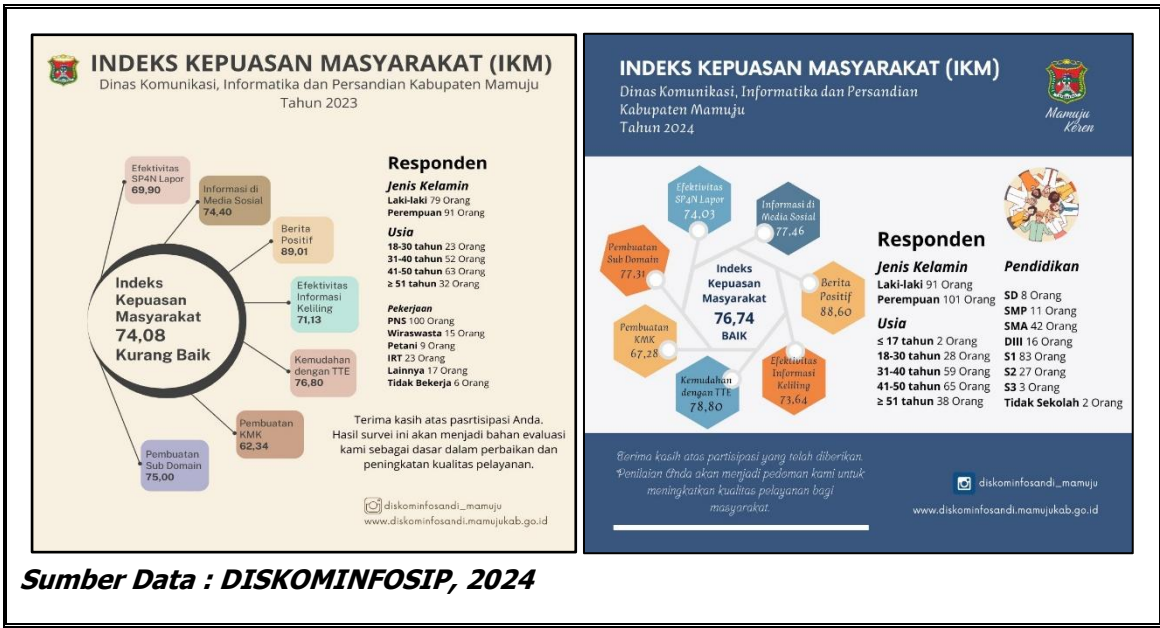 INDEKS KEPUASAN MASYARAKAT (IKM)
Dinas Komunikasi, Informatika dan Persandian Kabupaten Mamuju
Tahun 2023
Efektivitas
SP4N Lapor
69,90
Informasi di
Media Sosial
74,40
Berita
Positif
89,01
Efektivitas
Informasi
Keliling
71,13
Kemudahan
dengan TTE
76,80
Pembuatan
KMK
62,34
Pembuatan
Sub Domain
75,00
Indeks
Kepuasan
Masyarakat
74,08
Kurang Baik
Responden
Jenis Kelamin
Laki-laki 79 Orang
Perempuan 91 Orang
Usia
18-30 tahun 23 Orang
31-40 tahun 52 Orang
41-50 tahun 63 Orang
≥ 51 tahun 32 Orang
Pekerjaan
PNS 100 Orang
Wiraswasta 15 Orang
Petani 9 Orang
IRT 23 Orang
Lainnya 17 Orang
Tidak Bekerja 6 Orang
Terima kasih atas pasrtisipasi Anda.
Hasil survei ini akan menjadi bahan evaluasi
kami sebagai dasar dalam perbaikan dan
peningkatan kualitas pelayanan.
diskominfosandi_mamuju
www.diskominfosandi.mamujukab.go.id
INDEKS KEPUASAN MASYARAKAT (IKM)
Dinas Komunikasi, Informatika dan Persandian
Kabupaten Mamuju
Tahun 2024
Mamuju
Keren
Efektivitas
SP4N Lapor
74,03
Informasi di
Media Sosial
77,46
Berita
Positif
88,60
Efektivitas
Informasi
Keliling
73,64
Kemudahan
dengan TTE
78,80
Pembuatan
KMK
67,28
Pembuatan
Sub Domain
77,31
Indeks
Kepuasan
Masyarakat
76,74
BAIK
Responden
Jenis Kelamin
Laki-laki 91 Orang
Perempuan 101 Orang
Usia
≤ 17 tahun 2 Orang
18-30 tahun 28 Orang
31-40 tahun 59 Orang
41-50 tahun 65 Orang
≥ 51 tahun 38 Orang
Pendidikan
SD 8 Orang
SMP 11 Orang
SMA 42 Orang
DIII 16 Orang
S1 83 Orang
S2 27 Orang
S3 3 Orang
Tidak Sekolah 2 Orang
Terima kasih atas partisipasi yang telah diberikan.
Penilaian Anda akan menjadi pedoman kami untuk
meningkatkan kualitas pelayanan bagi
masyarakat.
diskominfosandi_mamuju
www.diskominfosandi.mamujukab.go.id
Sumber Data : DISKOMINFOSIP, 2024